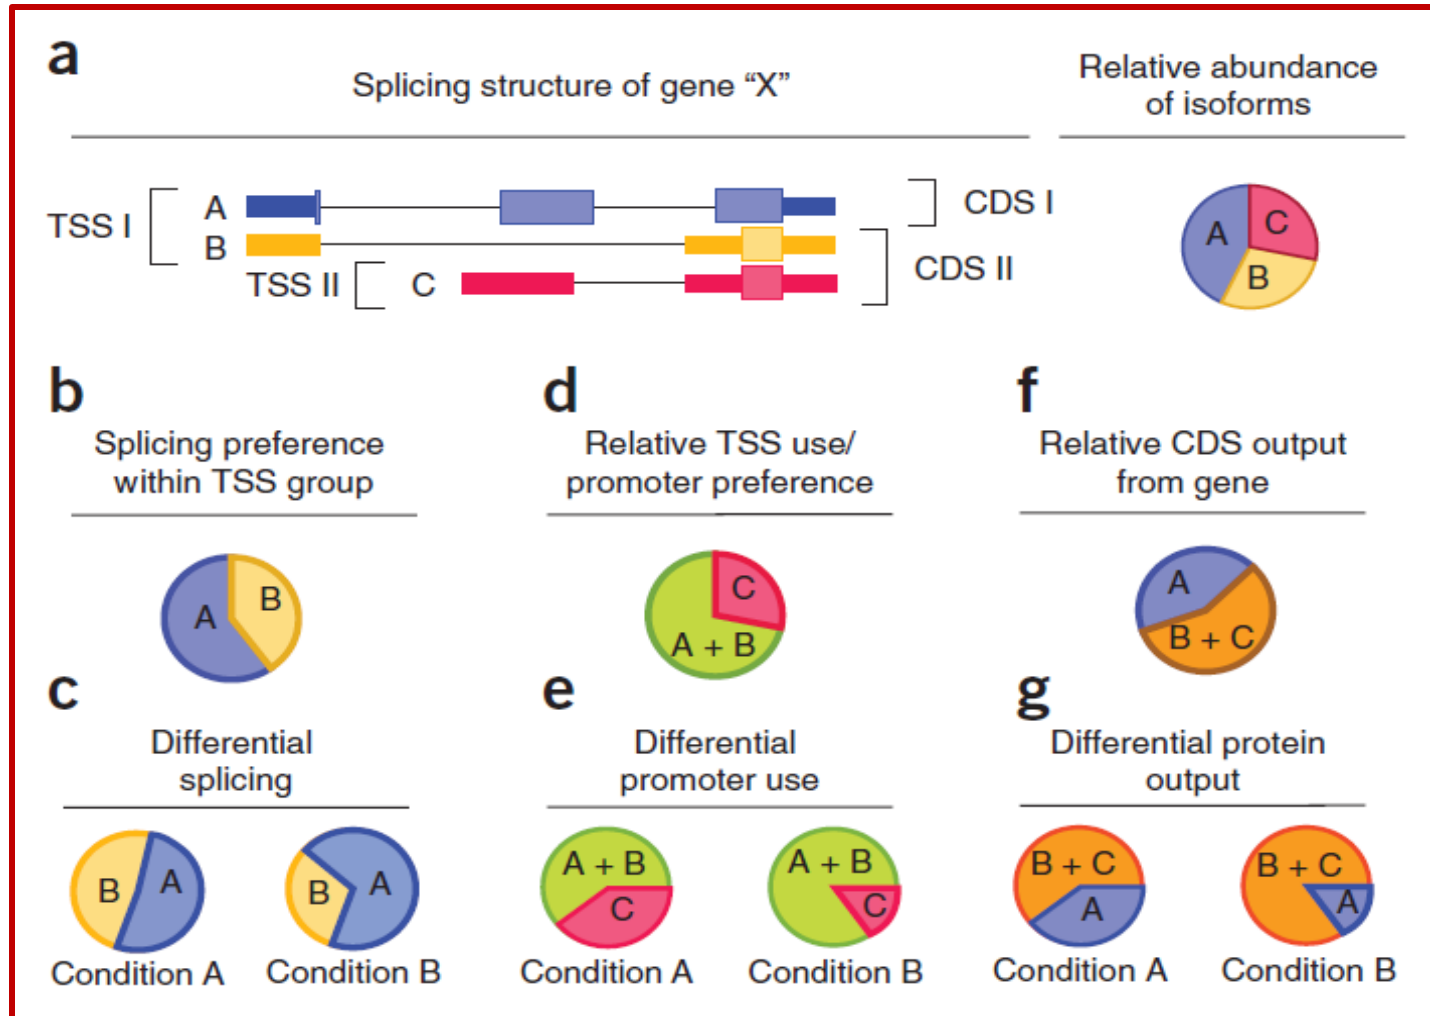 a
Splicing structure of gene “X”
Relative abundance
of isoforms
TSS I
A
B
TSS II
C
CDS I
CDS II
A
C
B
b
Splicing preference
within TSS group
A
B
c
Differential
splicing
B
A
Condition A
B
A
Condition B
d
Relative TSS use/
promoter preference
C
A + B
e
Differential
promoter use
A + B
C
Condition A
A + B
C
Condition B
f
Relative CDS output
from gene
A
B + C
g
Differential protein
output
B + C
A
Condition A
B + C
A
Condition B